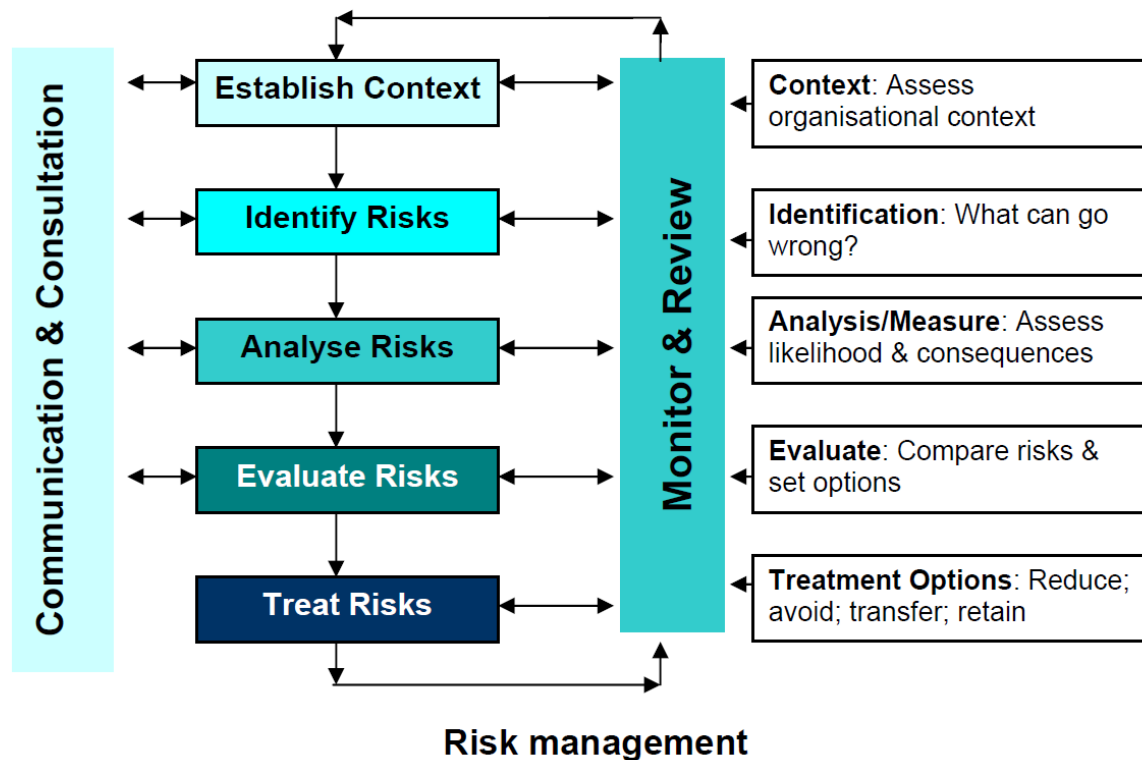 Communication & Consultation
Establish Context
Identify Risks
Analyse Risks
Evaluate Risks
Treat Risks
Monitor & Review
Context: Assess
organisational context
Identification: What can go
wrong?
Analysis/Measure: Assess
likelihood & consequences
Evaluate: Compare risks &
set options
Treatment Options: Reduce;
avoid; transfer; retain
Risk management